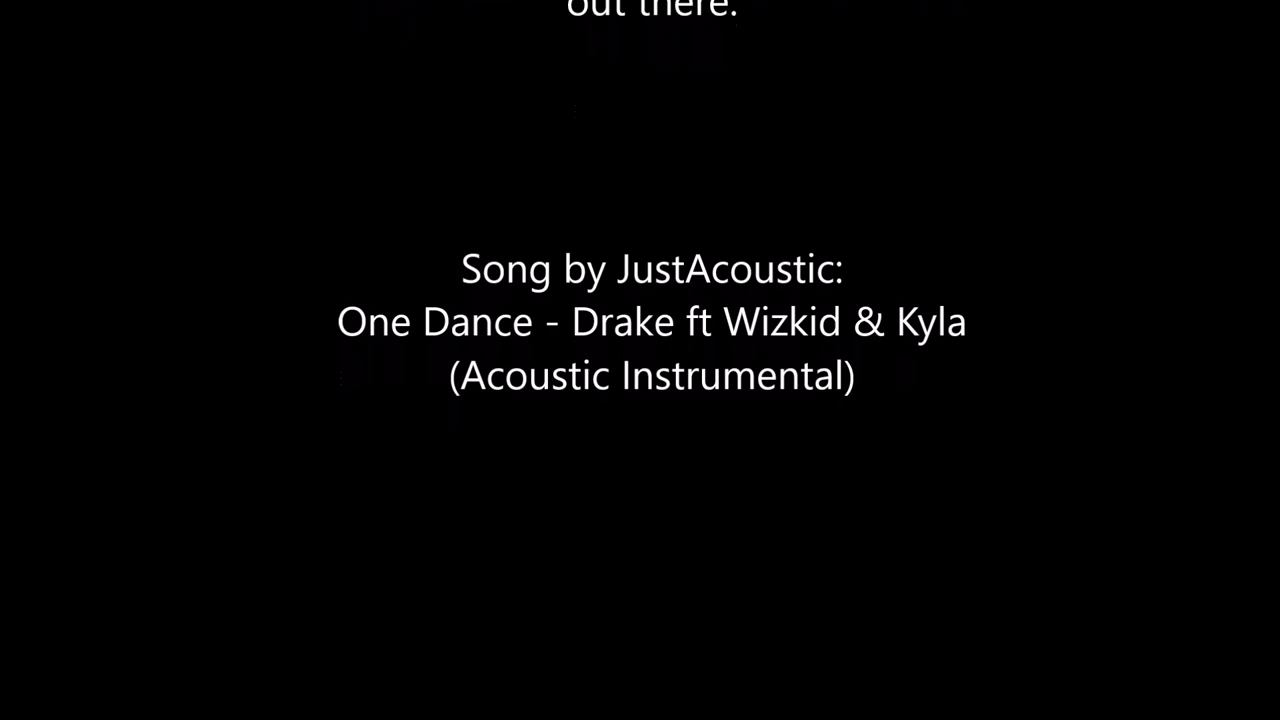 out there.
Song by JustAcoustic:
One Dance - Drake ft Wizkid & Kyla
(Acoustic Instrumental)